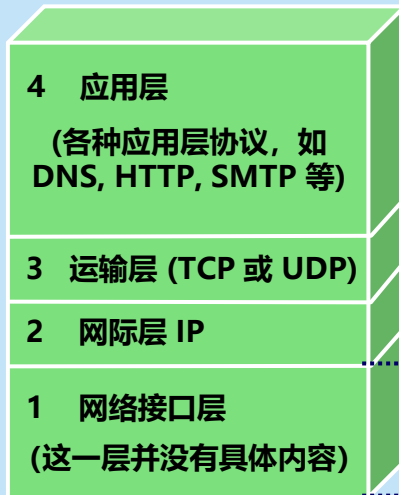 4 应用层
(各种应用层协议，如
DNS, HTTP, SMTP 等)
3 运输层 (TCP 或 UDP)
2 网际层 IP
1 网络接口层
(这一层并没有具体内容)